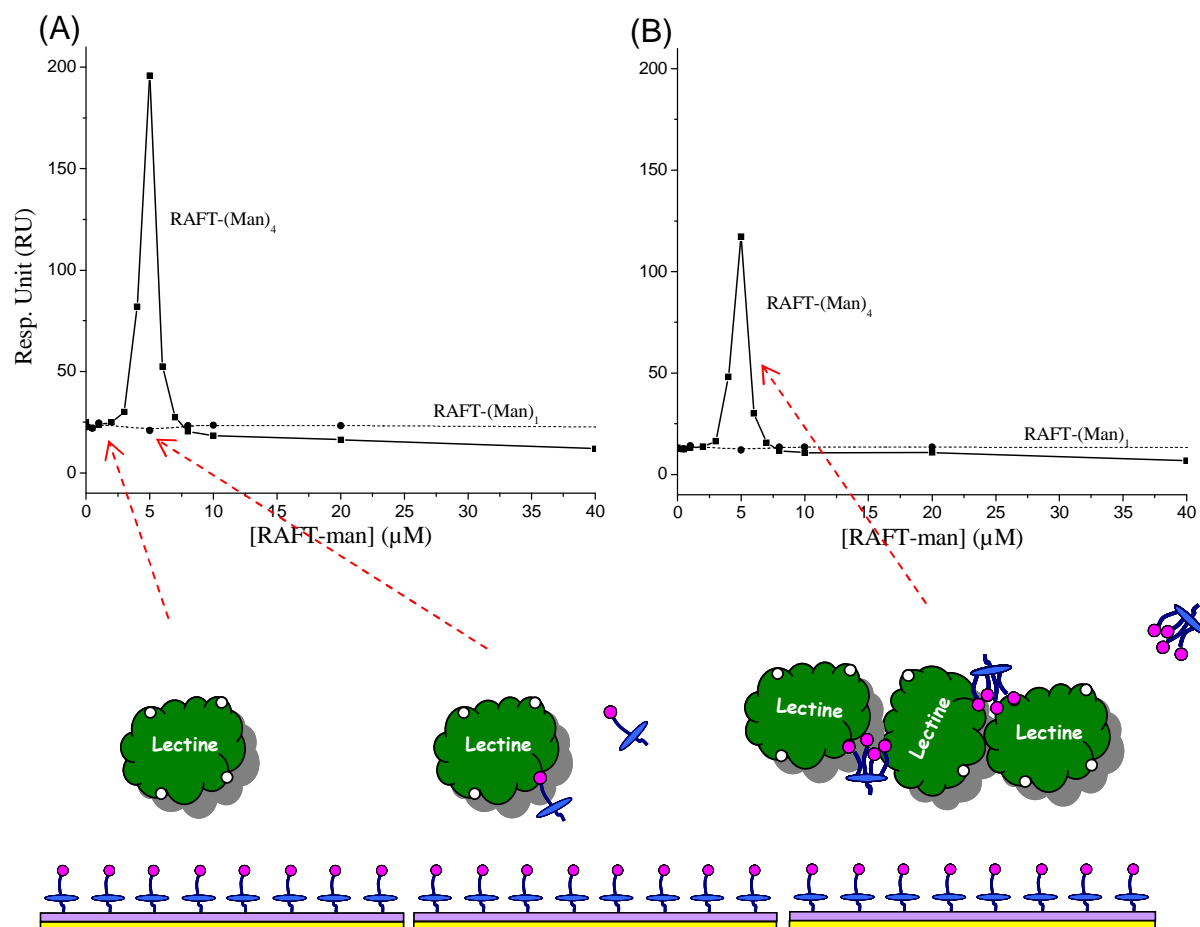 (A)
(B)
Resp. Unit (RU)
200
150
100
50
0
RAFT-(Man)4
RAFT-(Man)1
0 5 10 15 20 25 30 35 40
[RAFT-man] (µM)
200
150
100
50
0
RAFT-(Man)4
RAFT-(Man)1
0 5 10 15 20 25 30 35 40
[RAFT-man] (µM)
Lectine
Lectine
Lectine
Lectine
Lectine